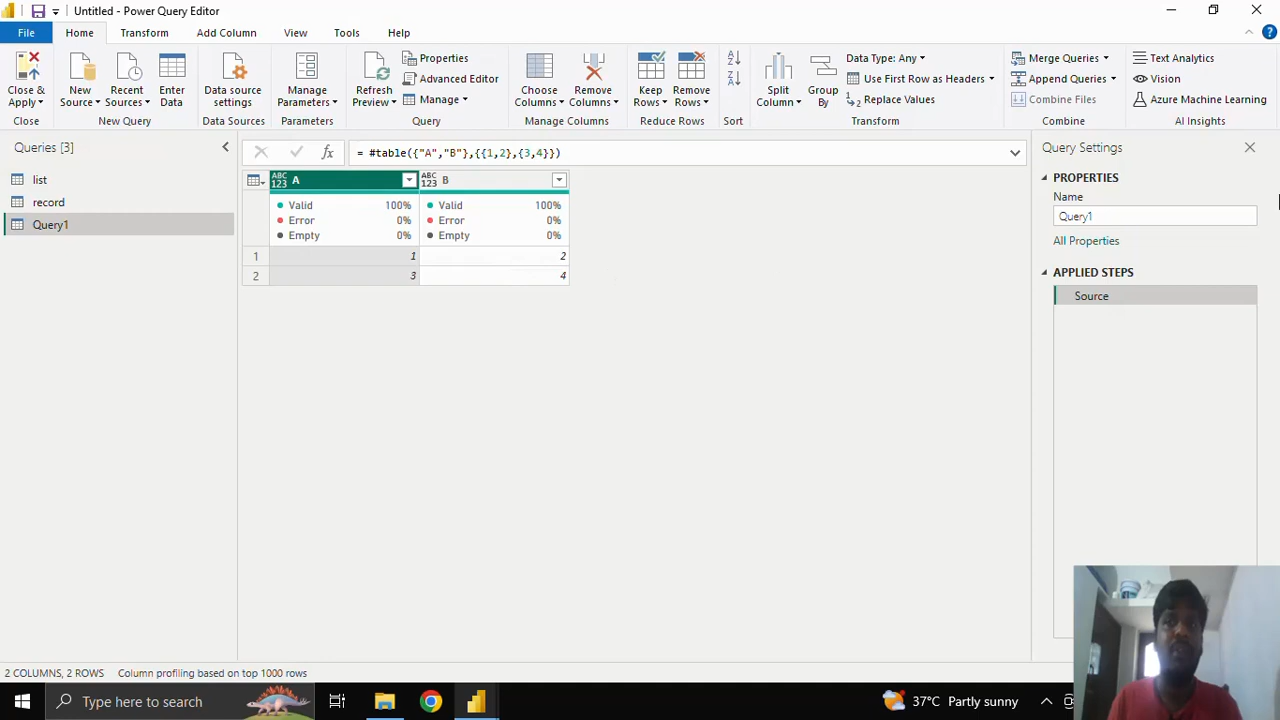 Untitled - Power Query Editor
File
Home
Transform
Add Column
View
Tools
Help
Close &
Apply
New
Source
Recent
Sources
Enter
Data
Data source
settings
Manage
Parameters
Refresh
Preview
Properties
Advanced Editor
Manage
Choose
Columns
Remove
Columns
Keep
Rows
Remove
Rows
Split
Column
Group
By
Data Type: Any
Use First Row as Headers
Replace Values
Merge Queries
Append Queries
Combine Files
Text Analytics
Vision
Azure Machine Learning
Close
New Query
Data Sources
Parameters
Query
Manage Columns
Reduce Rows
Sort
Transform
Combine
AI Insights
Queries [3]
list
record
Query1
= #table({"A","B"},{{1,2},{3,4}})
ABC 123 A
ABC 123 B
Valid 100% Valid 100%
Error 0% Error 0%
Empty 0% Empty 0%
1 1 2
2 3 4
Query Settings
PROPERTIES
Name
Query1
All Properties
APPLIED STEPS
Source
2 COLUMNS, 2 ROWS Column profiling based on top 1000 rows
Type here to search
37°C Partly sunny